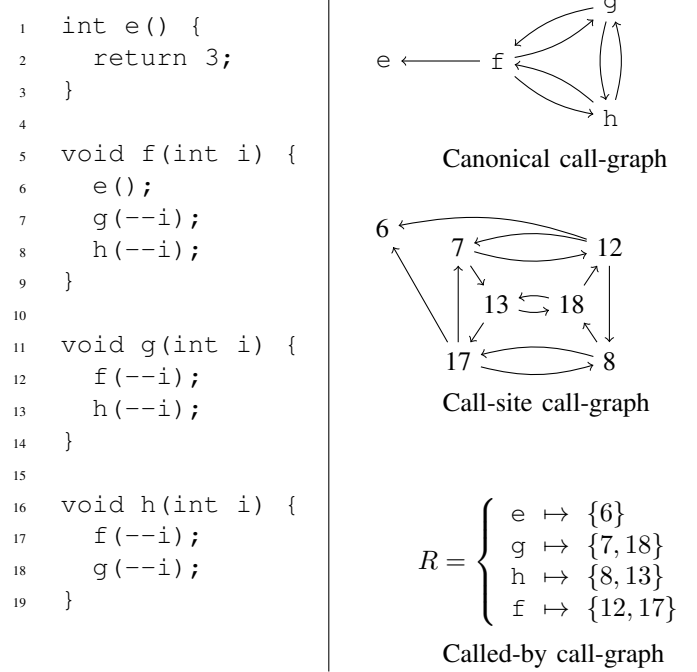 1 int e() {
2 return 3;
3 }
4
5 void f(int i) {
6 e();
7 g(--i);
8 h(--i);
9 }
10
11 void g(int i) {
12 f(--i);
13 h(--i);
14 }
15
16 void h(int i) {
17 f(--i);
18 g(--i);
19 }
g
e f
h
Canonical call-graph
6
7 12
13 18
17 8
Call-site call-graph
R = {
e ↦ {6}
g ↦ {7, 18}
h ↦ {8, 13}
f ↦ {12, 17}
Called-by call-graph